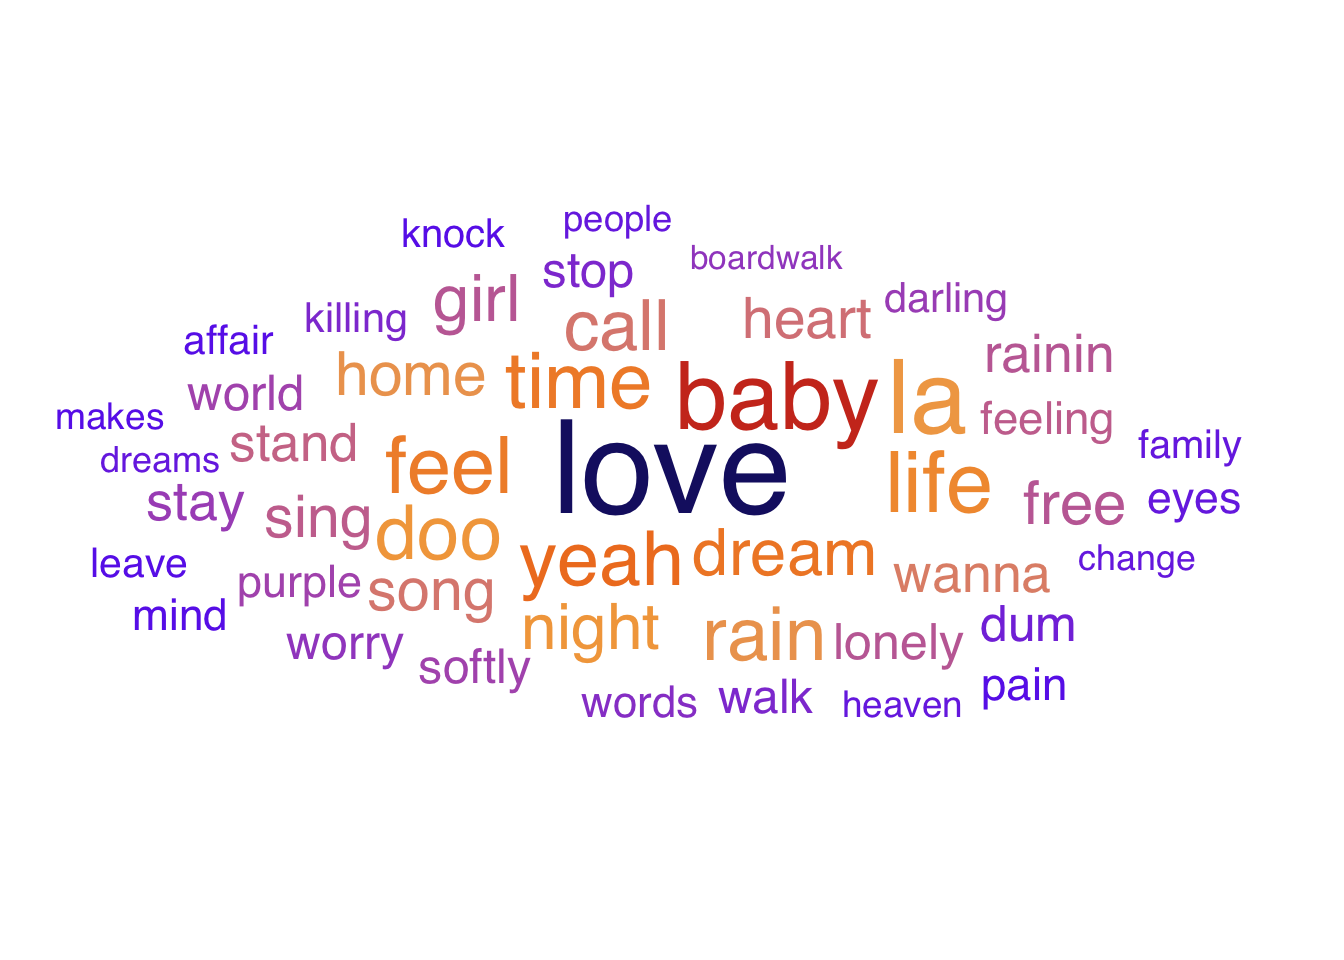 people
knock
boardwalk
stop
girl
darling
killing
call
heart
affair
rainin
home
time
baby
la
world
makes
feeling
stand
family
dreams
feel
love
life
stay
sing
free
eyes
doo
yeah
dream
leave
change
purple
song
wanna
mind
night
rain
dum
worry
lonely
softly
pain
words
walk
heaven